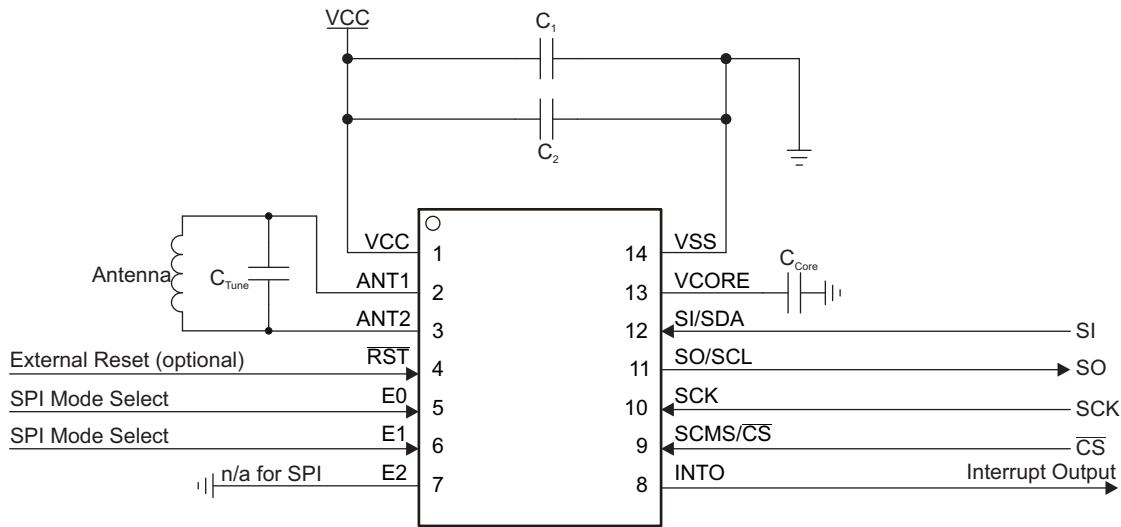 VCC
C1
C2
VCC 1
14 VSS
Antenna
CTune
ANT1 2
13 VCORE
CCore
ANT2 3
12 SI/SDA
SI
External Reset (optional)
RST 4
11 SO/SCL
SO
SPI Mode Select
E0 5
10 SCK
SCK
SPI Mode Select
E1 6
9 SCMS/CS
CS
n/a for SPI
E2 7
8 INTO
Interrupt Output